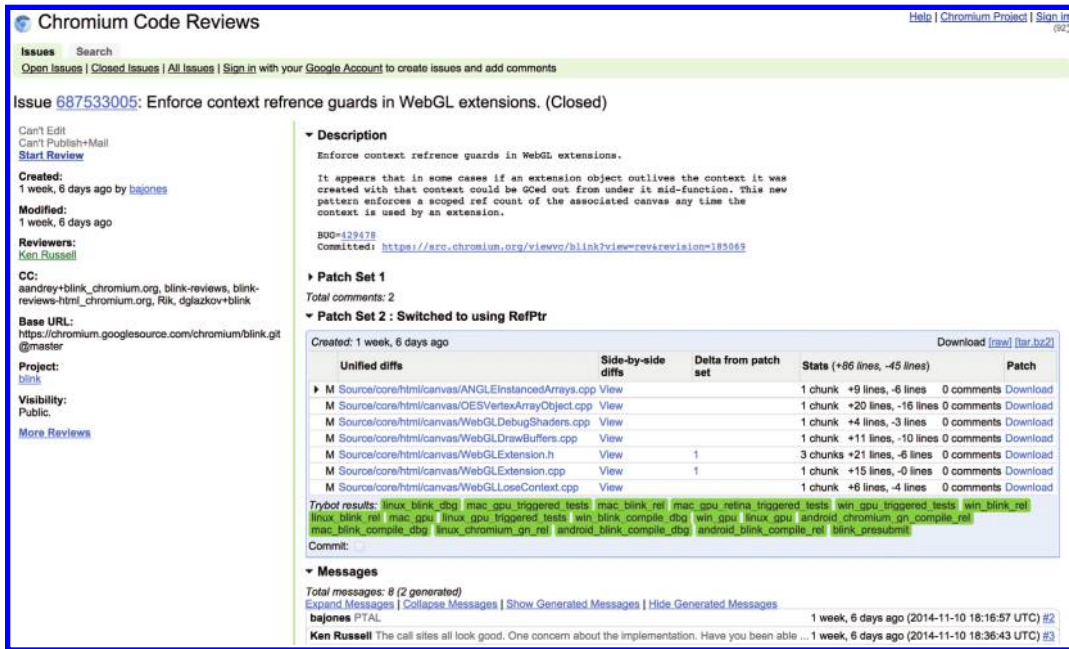 Chromium Code Reviews
Help | Chromium Project | Sign in
(92)
Issues Search
Open Issues | Closed Issues | All Issues | Sign in with your Google Account to create issues and add comments
Issue 687533005: Enforce context refrence guards in WebGL extensions. (Closed)
Can't Edit
Can't Publish+Mail
Start Review
Created:
1 week, 6 days ago by bajones
Modified:
1 week, 6 days ago
Reviewers:
Ken Russell
CC:
aandrey+blink_chromium.org, blink-reviews, blink-
reviews-html_chromium.org, Rik, dglazkov+blink
Base URL:
https://chromium.googlesource.com/chromium/blink.git
@master
Project:
blink
Visibility:
Public.
More Reviews
Description
Enforce context refrence guards in WebGL extensions.
It appears that in some cases if an extension object outlives the context it was
created with that context could be GCed out from under it mid-function. This new
pattern enforces a scoped ref count of the associated canvas any time the
context is used by an extension.
BUG=429478
Committed: https://src.chromium.org/viewvc/blink?view=rev&revision=185069
Patch Set 1
Total comments: 2
Patch Set 2 : Switched to using RefPtr
Created: 1 week, 6 days ago Download [raw] [tar.bz2]
Unified diffs Side-by-side diffs Delta from patch set Stats (+86 lines, -45 lines) Patch
M Source/core/html/canvas/ANGLEInstancedArrays.cpp View 1 chunk +9 lines, -6 lines 0 comments Download
M Source/core/html/canvas/OESVertexArrayObject.cpp View 1 chunk +20 lines, -16 lines 0 comments Download
M Source/core/html/canvas/WebGLDebugShaders.cpp View 1 chunk +4 lines, -3 lines 0 comments Download
M Source/core/html/canvas/WebGLDrawBuffers.cpp View 1 chunk +11 lines, -10 lines 0 comments Download
M Source/core/html/canvas/WebGLExtension.h View 1 3 chunks +21 lines, -6 lines 0 comments Download
M Source/core/html/canvas/WebGLExtension.cpp View 1 1 chunk +15 lines, -0 lines 0 comments Download
M Source/core/html/canvas/WebGLLoseContext.cpp View 1 chunk +6 lines, -4 lines 0 comments Download
Trybot results: linux_blink_dbg mac_gpu_triggered_tests mac_blink_rel mac_gpu_retina_triggered_tests win_gpu_triggered_tests win_blink_rel
linux_blink_rel mac_gpu linux_gpu_triggered_tests win_blink_compile_dbg win_gpu linux_gpu android_chromium_gn_compile_rel
mac_blink_compile_dbg linux_chromium_gn_rel android_blink_compile_dbg android_blink_compile_rel blink_presubmit
Commit:
Messages
Total messages: 8 (2 generated)
Expand Messages | Collapse Messages | Show Generated Messages | Hide Generated Messages
bajones PTAL 1 week, 6 days ago (2014-11-10 18:16:57 UTC) #2
Ken Russell The call sites all look good. One concern about the implementation. Have you been able ... 1 week, 6 days ago (2014-11-10 18:36:43 UTC) #3